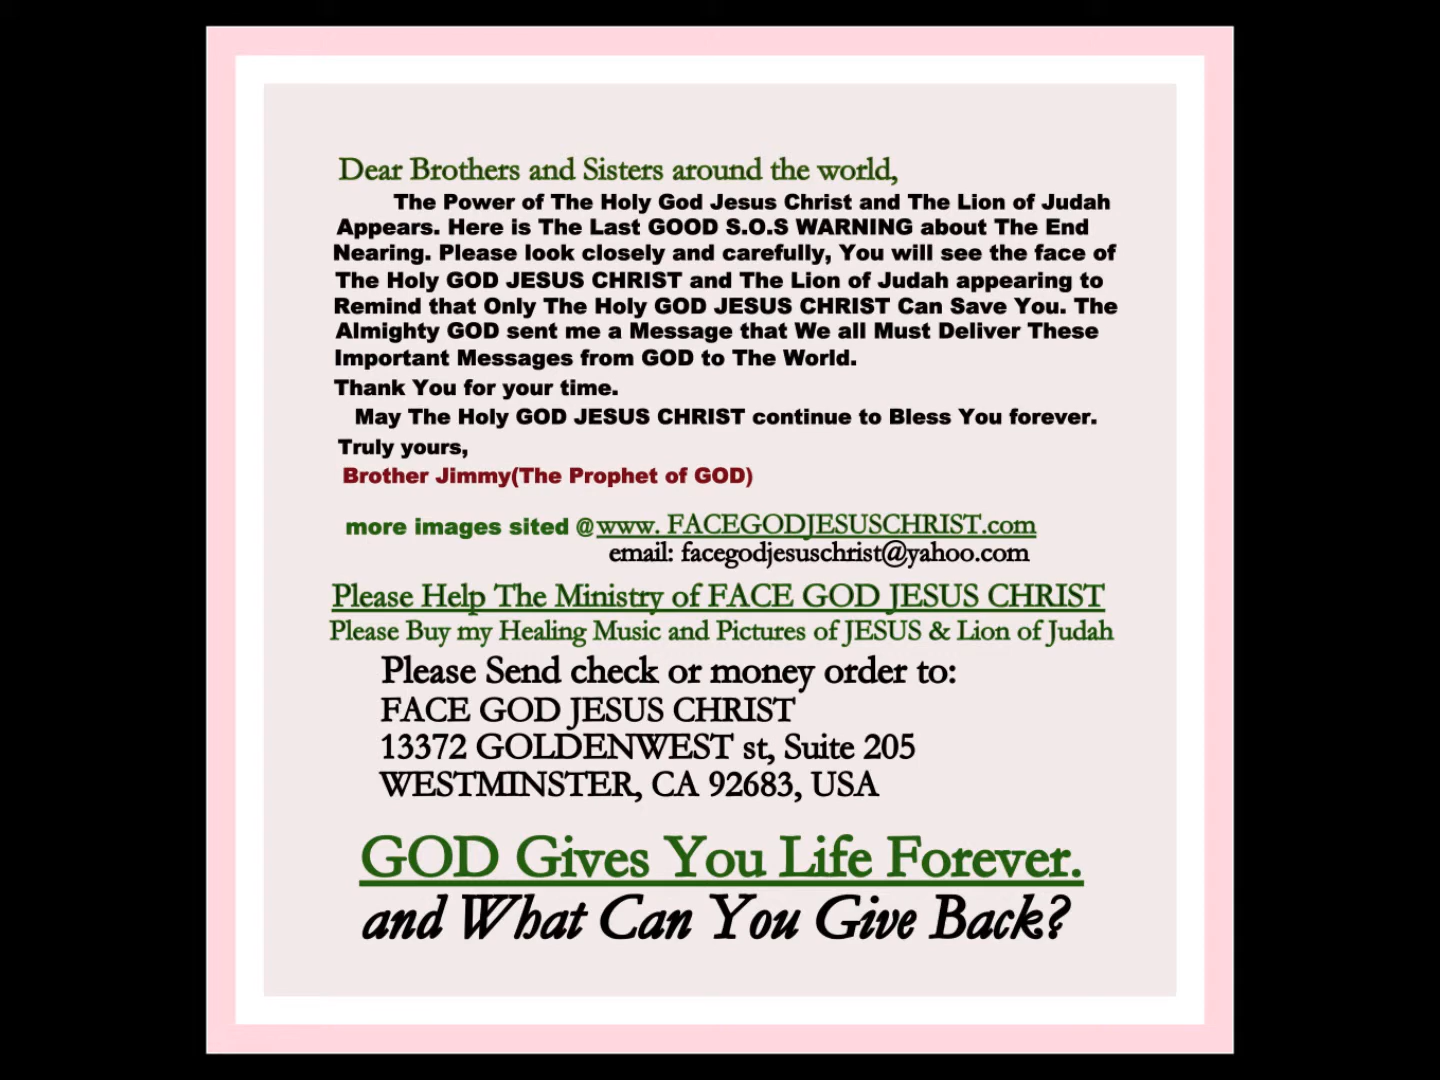 Dear Brothers and Sisters around the world,
The Power of The Holy God Jesus Christ and The Lion of Judah
Appears. Here is The Last GOOD S.O.S WARNING about The End
Nearing. Please look closely and carefully, You will see the face of
The Holy GOD JESUS CHRIST and The Lion of Judah appearing to
Remind that Only The Holy GOD JESUS CHRIST Can Save You. The
Almighty GOD sent me a Message that We all Must Deliver These
Important Messages from GOD to The World.
Thank You for your time.
May The Holy GOD JESUS CHRIST continue to Bless You forever.
Truly yours,
Brother Jimmy(The Prophet of GOD)
more images sited @www. FACEGODJESUSCHRIST.com
email: facegodjesuschrist@yahoo.com
Please Help The Ministry of FACE GOD JESUS CHRIST
Please Buy my Healing Music and Pictures of JESUS & Lion of Judah
Please Send check or money order to:
FACE GOD JESUS CHRIST
13372 GOLDENWEST st, Suite 205
WESTMINSTER, CA 92683, USA
GOD Gives You Life Forever.
and What Can You Give Back?